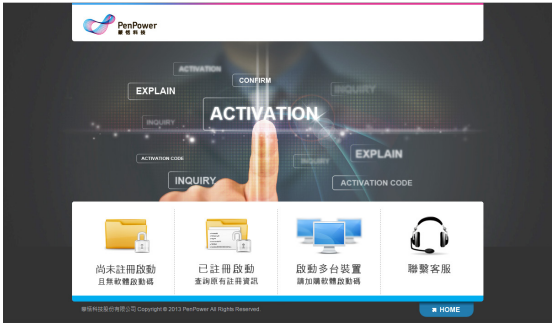 PenPower
蒙恬科技
ACTIVATION
CONFIRM
EXPLAIN
INQUIRY
ACTIVATION
INQUIRY
EXPLAIN
ACTIVATION CODE
INQUIRY
INQUIRY
ACTIVATION CODE
尚未註冊啟動
且無軟體啟動碼
已註冊啟動
查詢原有註冊資訊
啟動多台裝置
請加購軟體啟動碼
聯繫客服
蒙恬科技股份有限公司 Copyright © 2013 PenPower All Rights Reserved.
HOME